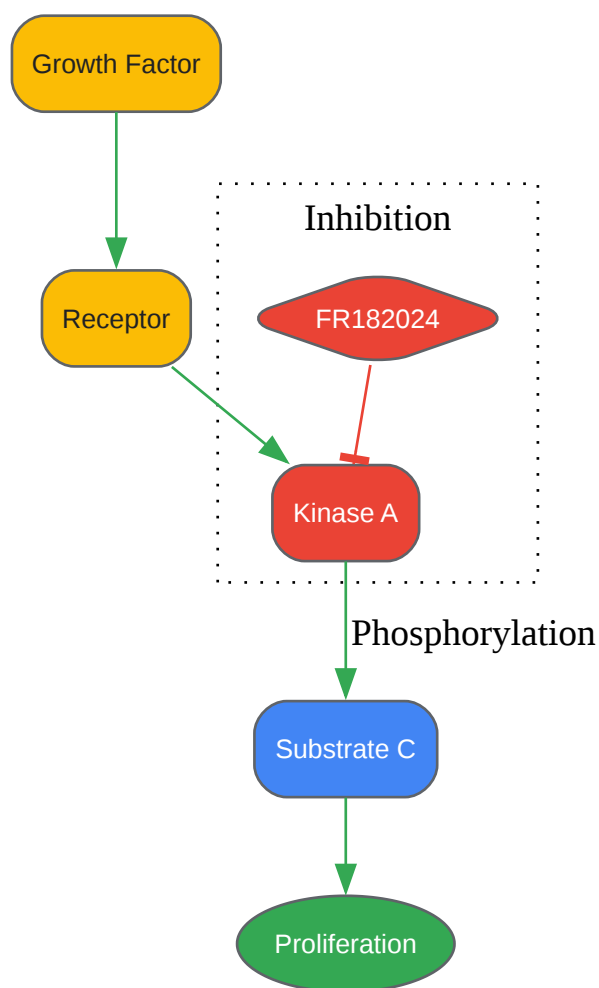 Growth Factor
Inhibition
Receptor
FR182024
Kinase A
Phosphorylation
Substrate C
Proliferation